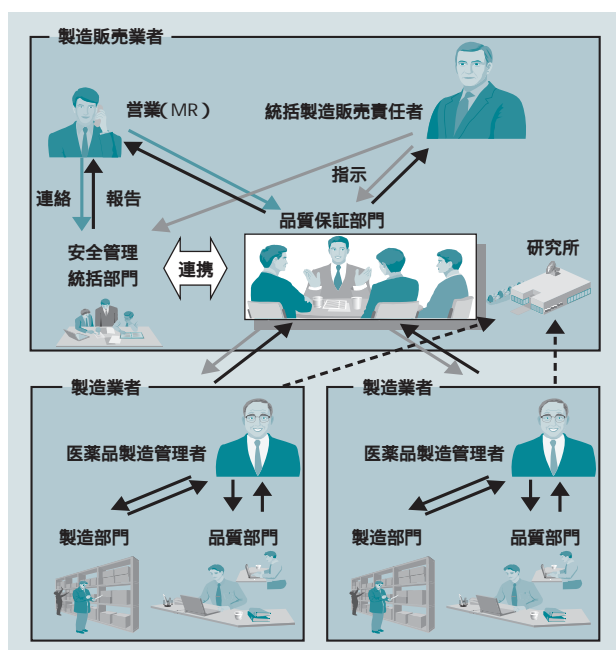 製造販売業者
営業(MR)
統括製造販売責任者
連絡
報告
指示
品質保証部門
安全管理
統括部門
連携
研究所
製造業者
医薬品製造管理者
製造部門
品質部門
製造業者
医薬品製造管理者
製造部門
品質部門